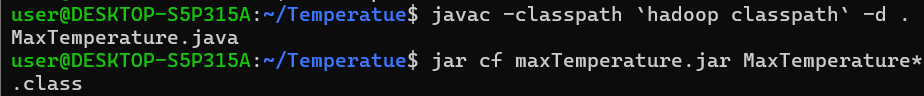 user@DESKTOP-S5P315A:~/Temperatue$ javac -classpath `hadoop classpath` -d .
MaxTemperature.java
user@DESKTOP-S5P315A:~/Temperatue$ jar cf maxTemperature.jar MaxTemperature*
.class